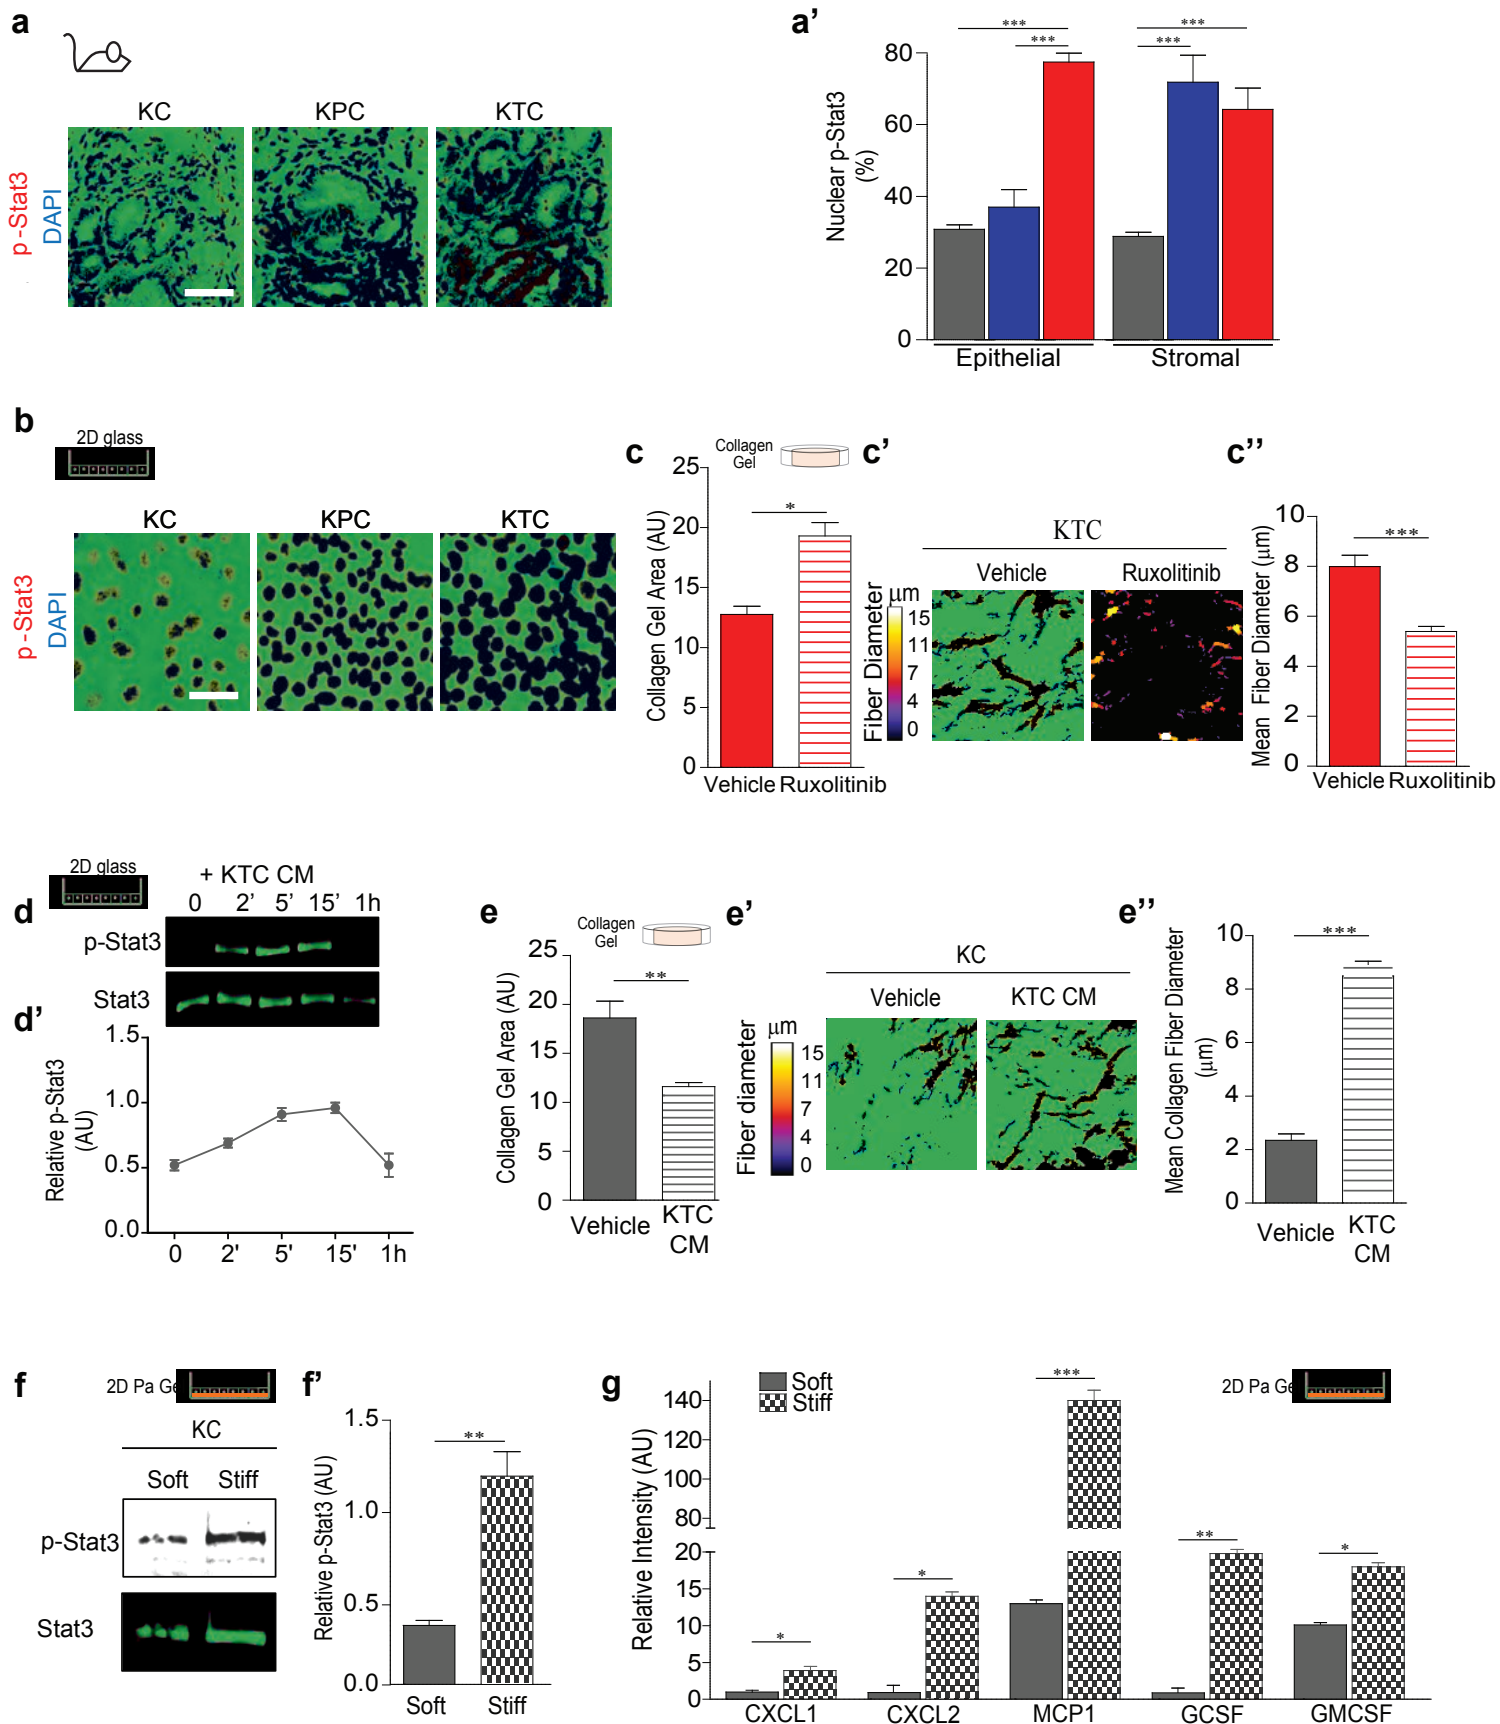 a
KC KPC KTC
p-Stat3
DAPI
a'
*** *** *** ***
Nuclear p-Stat3
(%)
80
60
40
20
0
Epithelial Stromal
b
2D glass
KC KPC KTC
p-Stat3
DAPI
c
Collagen
Gel
Collagen Gel Area (AU)
25
20
15
10
5
0
*
Vehicle Ruxolitinib
c'
KTC
Vehicle Ruxolitinib
Fiber Diameter
μm
15
11
7
4
0
c''
Mean Fiber Diameter (μm)
10
8
6
4
2
0
***
Vehicle Ruxolitinib
d
2D glass
+ KTC CM
0 2' 5' 15' 1h
p-Stat3
Stat3
d'
Relative p-Stat3
(AU)
1.5
1.0
0.5
0.0
0 2' 5' 15' 1h
e
Collagen
Gel
Collagen Gel Area (AU)
25
20
15
10
5
0
**
Vehicle KTC
CM
e'
KC
Vehicle KTC CM
Fiber diameter
μm
15
11
7
4
0
e''
Mean Collagen Fiber Diameter
(μm)
10
8
6
4
2
0
***
Vehicle KTC
CM
f
2D Pa Ge
KC
Soft Stiff
p-Stat3
Stat3
f'
Relative p-Stat3 (AU)
1.5
1.0
0.5
0.0
**
Soft Stiff
g
Soft
Stiff
2D Pa Ge
Relative Intensity (AU)
140
120
100
80
20
15
10
5
0
* * *** ** *
CXCL1 CXCL2 MCP1 GCSF GMCSF